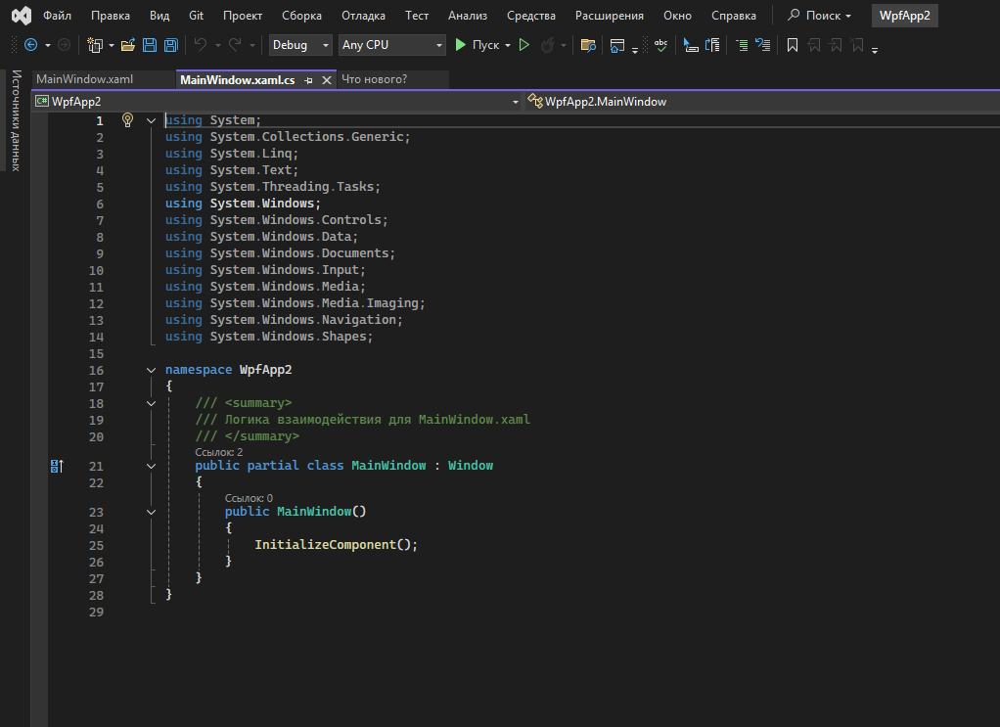 Файл Правка Вид Git Проект Сборка Отладка Тест Анализ Средства Расширения Окно Справка Поиск WpfApp2
Debug Any CPU Пуск abc
MainWindow.xaml MainWindow.xaml.cs Что нового?
Источники данных
C# WpfApp2 WpfApp2.MainWindow
1 using System;
2 using System.Collections.Generic;
3 using System.Linq;
4 using System.Text;
5 using System.Threading.Tasks;
6 using System.Windows;
7 using System.Windows.Controls;
8 using System.Windows.Data;
9 using System.Windows.Documents;
10 using System.Windows.Input;
11 using System.Windows.Media;
12 using System.Windows.Media.Imaging;
13 using System.Windows.Navigation;
14 using System.Windows.Shapes;
15
16 namespace WpfApp2
17 {
18 /// <summary>
19 /// Логика взаимодействия для MainWindow.xaml
20 /// </summary>
Ссылок: 2
21 public partial class MainWindow : Window
22 {
Ссылок: 0
23 public MainWindow()
24 {
25 InitializeComponent();
26 }
27 }
28 }
29